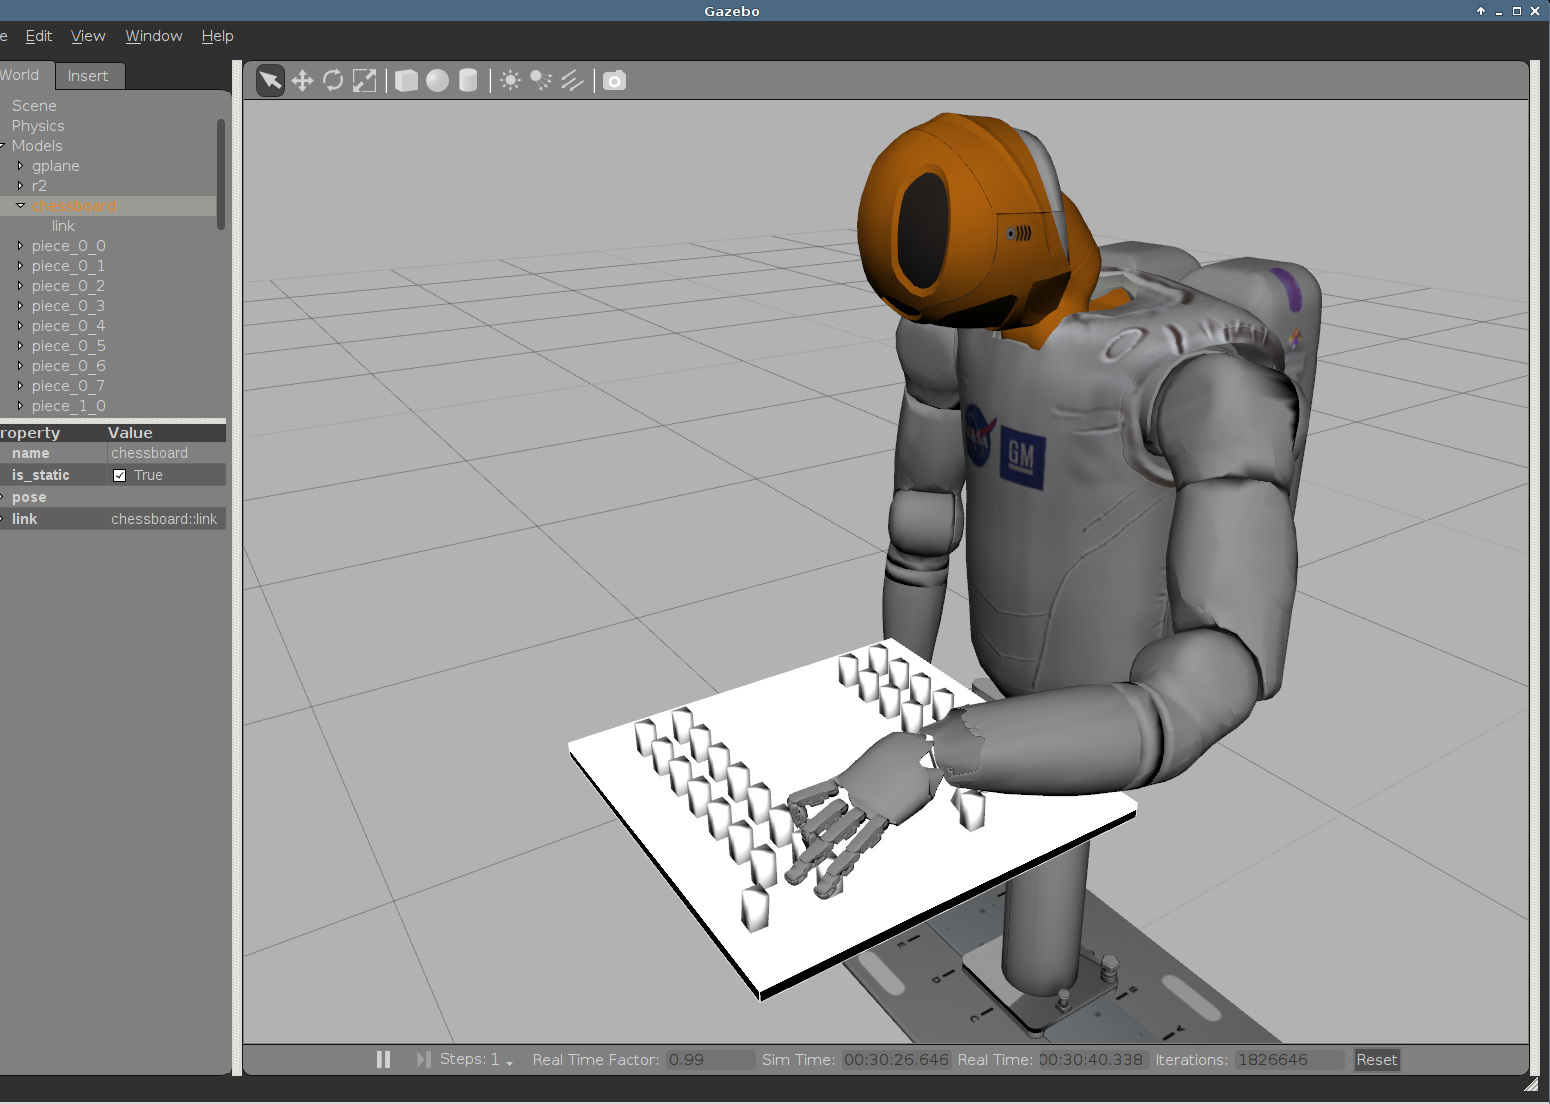 Gazebo
e Edit View Window Help
World Insert
Scene
Physics
Models
gplane
r2
chessboard
link
piece_0_0
piece_0_1
piece_0_2
piece_0_3
piece_0_4
piece_0_5
piece_0_6
piece_0_7
piece_1_0
roperty Value
name chessboard
is_static True
pose
link chessboard::link
NASA
GM
E
D
C
B
A
Steps: 1 Real Time Factor: 0.99 Sim Time: 00:30:26.646 Real Time: 00:30:40.338 Iterations: 1826646 Reset